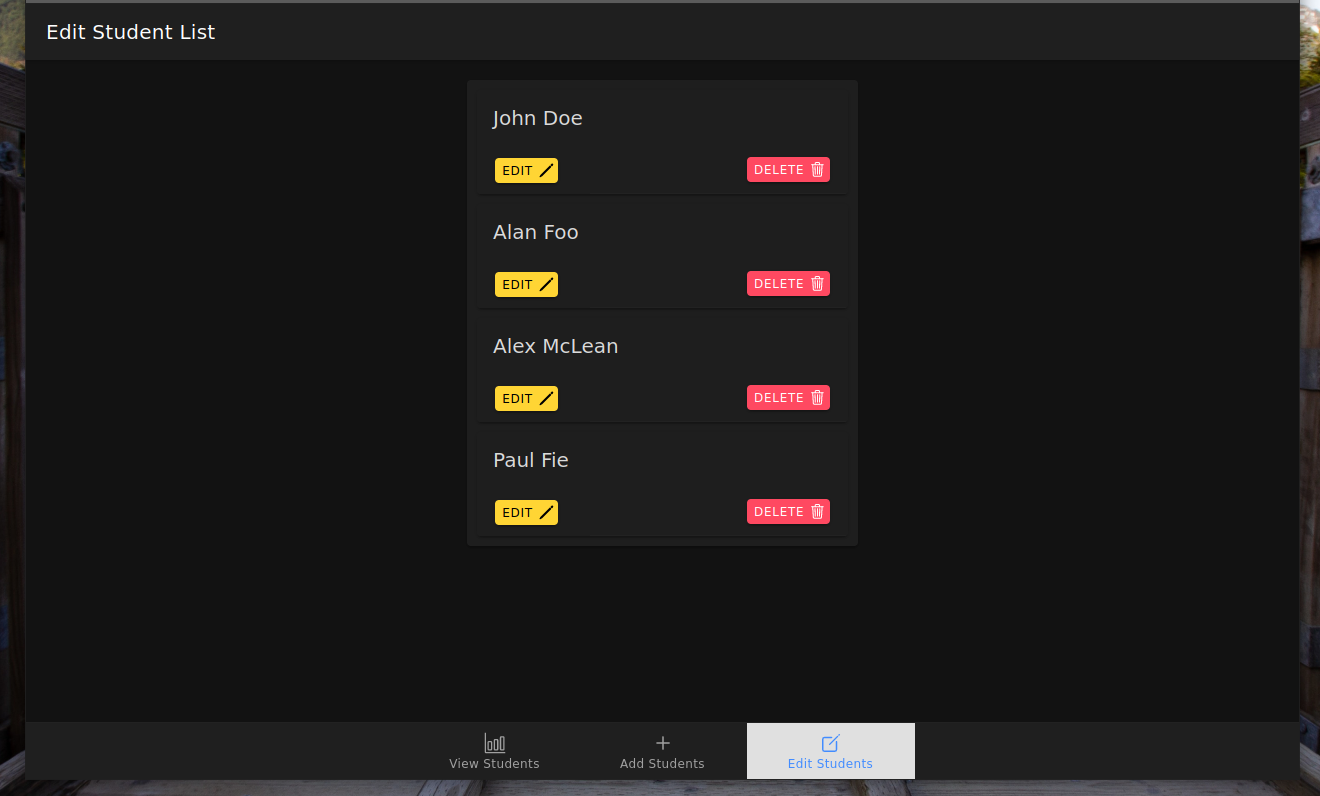 Edit Student List
John Doe
EDIT DELETE
Alan Foo
EDIT DELETE
Alex McLean
EDIT DELETE
Paul Fie
EDIT DELETE
View Students Add Students Edit Students